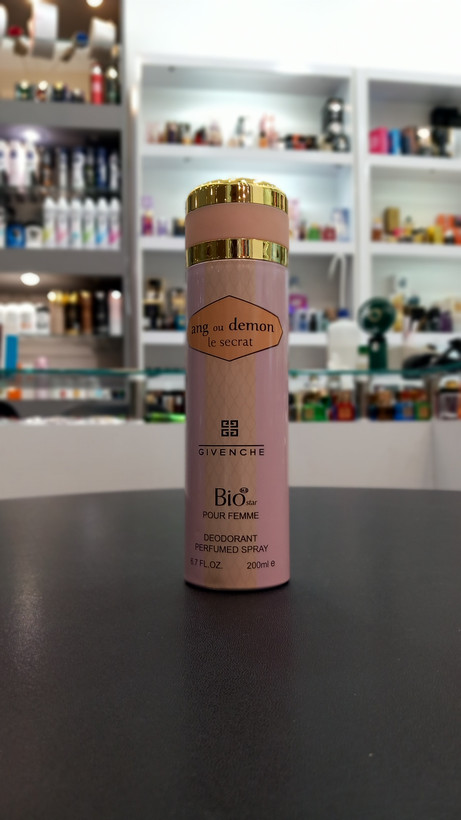 ang ou demon
le secrat
GIVENCHE
Bio star
POUR FEMME
DEODORANT
PERFUMED SPRAY
6.7 FL.OZ. 200ml e